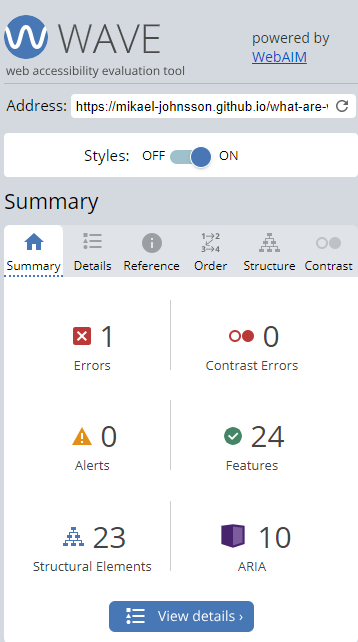 WAVE
powered by
WebAIM
web accessibility evaluation tool
Address: https://mikael-johnsson.github.io/what-are-
Styles: OFF ON
Summary
Summary Details Reference Order Structure Contrast
1 0
Errors Contrast Errors
0 24
Alerts Features
23 10
Structural Elements ARIA
View details ›